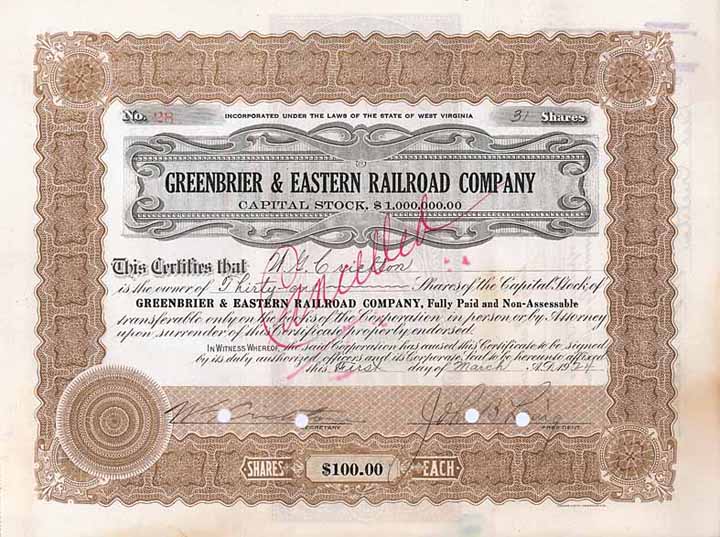 No. 28 INCORPORATED UNDER THE LAWS OF THE STATE OF WEST VIRGINIA 31 Shares
GREENBRIER & EASTERN RAILROAD COMPANY
CAPITAL STOCK, $1,000,000.00
This Certifies that W. G. Crichton
is the owner of Thirty one Shares of the Capital Stock of
GREENBRIER & EASTERN RAILROAD COMPANY, Fully Paid and Non-Assessable
transferable only on the books of the Corporation in person or by Attorney
upon surrender of this Certificate properly endorsed.
Cancelled
IN WITNESS WHEREOF, the said Corporation has caused this Certificate to be signed
by its duly authorized officers and its Corporate Seal to be hereunto affixed
this First day of March A.D. 1924
SECRETARY PRESIDENT
SHARES $100.00 EACH